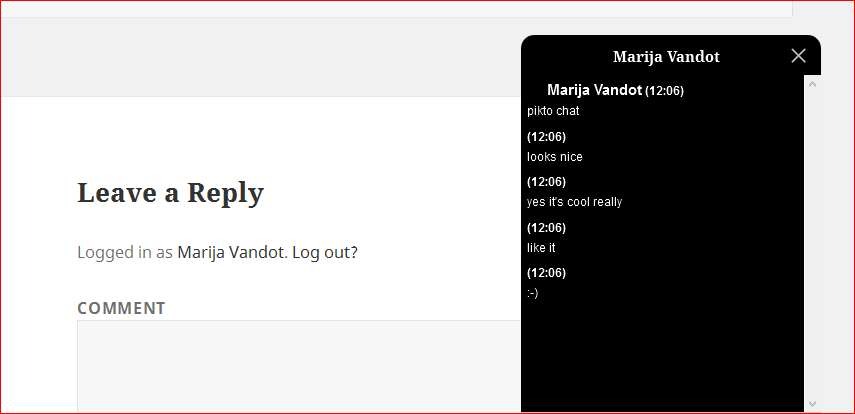 Leave a Reply
Logged in as Marija Vandot. Log out?
COMMENT
Marija Vandot
Marija Vandot (12:06)
pikto chat
(12:06)
looks nice
(12:06)
yes it's cool really
(12:06)
like it
(12:06)
:-)